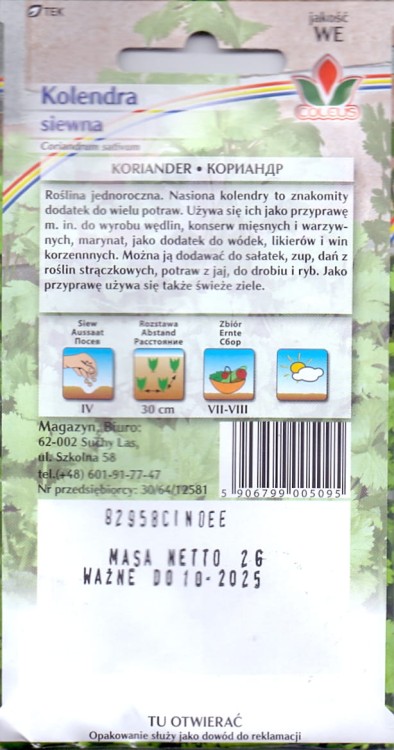 TEK
jakość
WE
Kolendra
siewna
Coriandrum sativum
COLEUS
KORIANDER • КОРИАНДР
Roślina jednoroczna. Nasiona kolendry to znakomity
dodatek do wielu potraw. Używa się ich jako przyprawę
m. in. do wyrobu wędlin, konserw mięsnych i warzyw-
nych, marynat, jako dodatek do wódek, likierów i win
korzennnych. Można ją dodawać do sałatek, zup, dań z
roślin strączkowych, potraw z jaj, do drobiu i ryb. Jako
przyprawę używa się także świeże ziele.
Siew
Aussaat
Посев
Rozstawa
Abstand
Расстояние
Zbiór
Ernte
Сбор
IV
30 cm
VII-VIII
Magazyn, Biuro:
62-002 Suchy Las,
ul. Szkolna 58
tel.(+48) 601-91-77-47
Nr przedsiębiorcy: 30/64/12581
5 906799 005095
82958CINOEE
MASA NETTO 2G
WAŻNE DO 10-2025
TU OTWIERAĆ
Opakowanie służy jako dowód do reklamacji